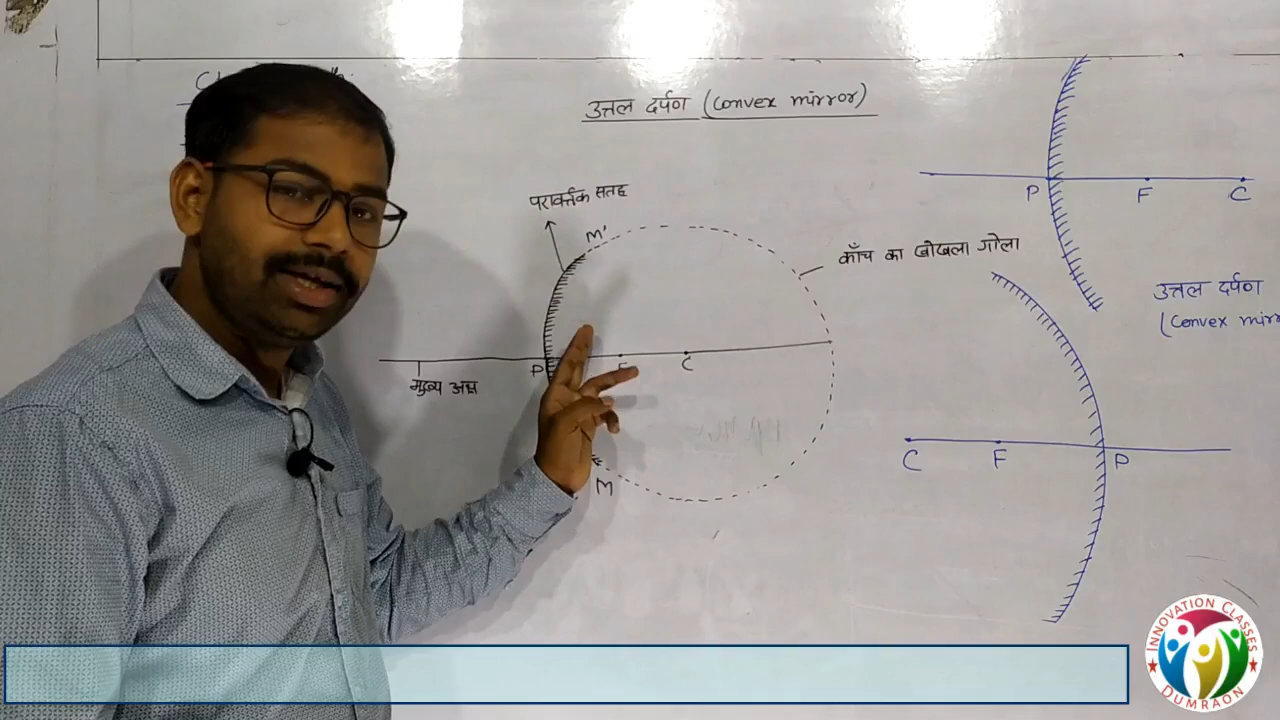 उत्तल दर्पण (Convex mirror)
परावर्तक सतह
M'
काँच का खोखला गोला
P
F
C
मुख्य अक्ष
M
P
F
C
उत्तल दर्पण
(Convex
C
F
P
INNOVATION CLASSES
DUMRAON